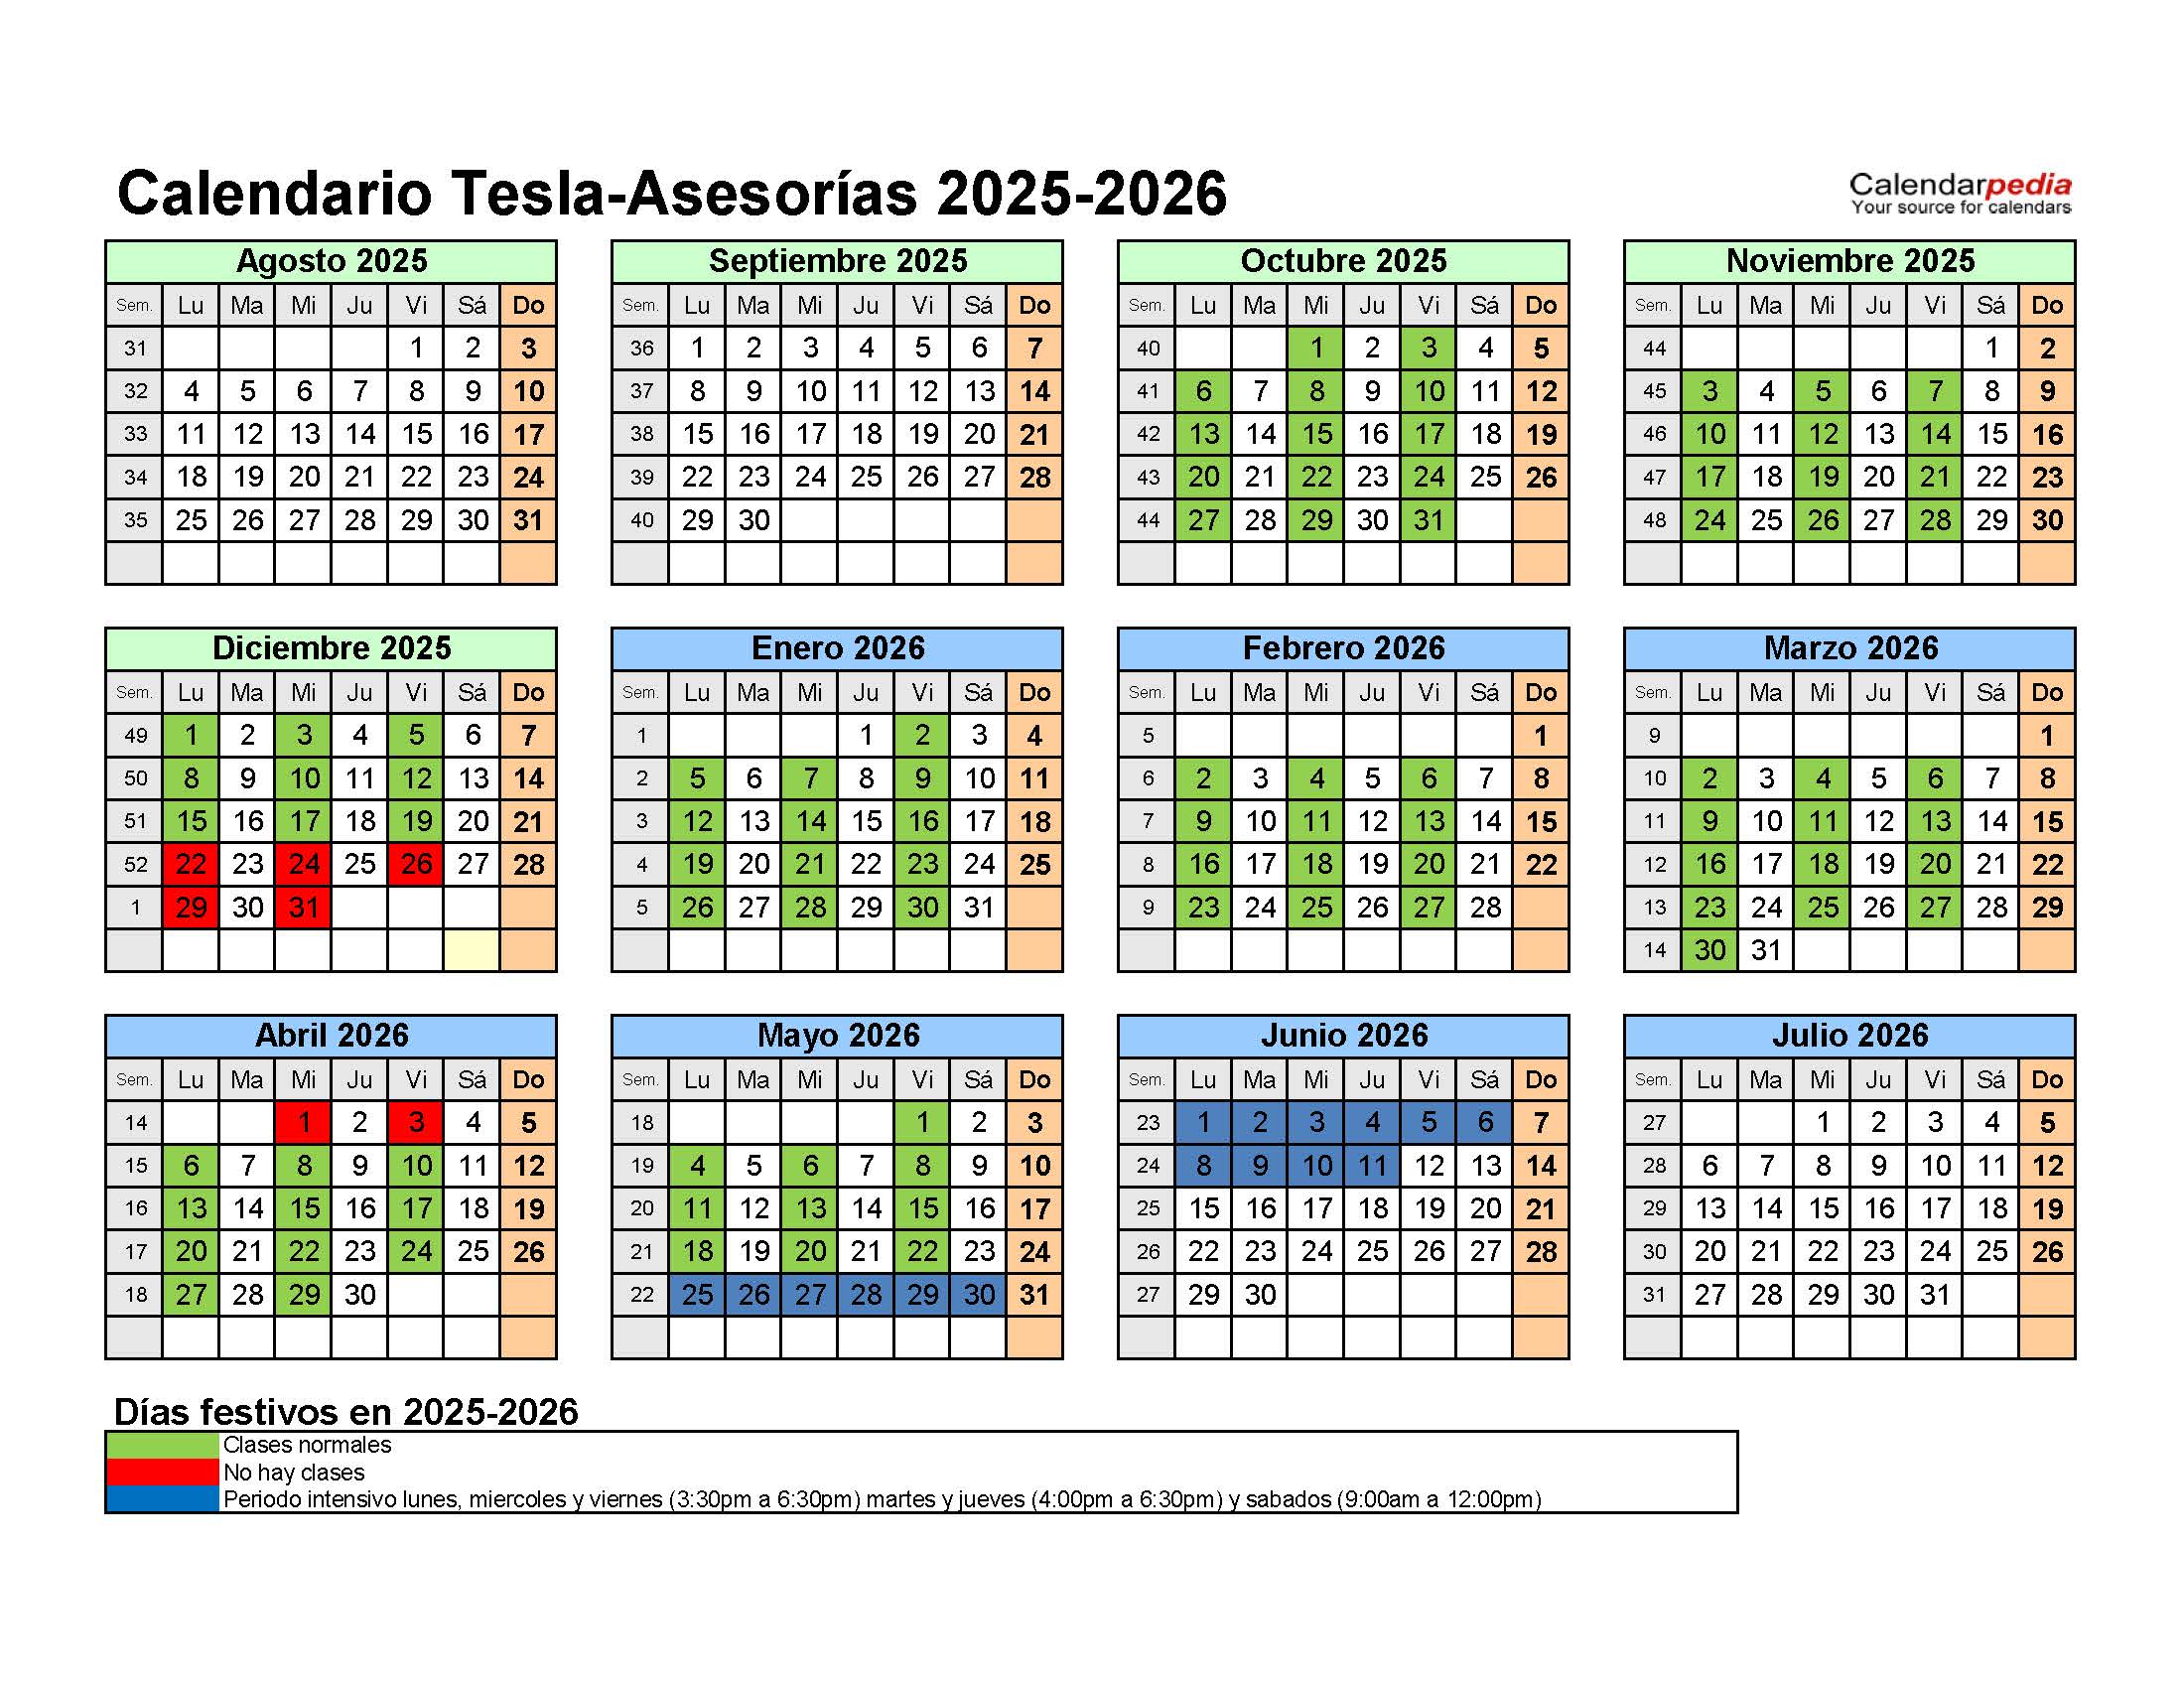 Calendario Tesla-Asesorías 2025-2026
Calendarpedia
Your source for calendars
Agosto 2025
Sem. Lu Ma Mi Ju Vi Sá Do
31 1 2 3
32 4 5 6 7 8 9 10
33 11 12 13 14 15 16 17
34 18 19 20 21 22 23 24
35 25 26 27 28 29 30 31
Septiembre 2025
Sem. Lu Ma Mi Ju Vi Sá Do
36 1 2 3 4 5 6 7
37 8 9 10 11 12 13 14
38 15 16 17 18 19 20 21
39 22 23 24 25 26 27 28
40 29 30
Octubre 2025
Sem. Lu Ma Mi Ju Vi Sá Do
40 1 2 3 4 5
41 6 7 8 9 10 11 12
42 13 14 15 16 17 18 19
43 20 21 22 23 24 25 26
44 27 28 29 30 31
Noviembre 2025
Sem. Lu Ma Mi Ju Vi Sá Do
44 1 2
45 3 4 5 6 7 8 9
46 10 11 12 13 14 15 16
47 17 18 19 20 21 22 23
48 24 25 26 27 28 29 30
Diciembre 2025
Sem. Lu Ma Mi Ju Vi Sá Do
49 1 2 3 4 5 6 7
50 8 9 10 11 12 13 14
51 15 16 17 18 19 20 21
52 22 23 24 25 26 27 28
1 29 30 31
Enero 2026
Sem. Lu Ma Mi Ju Vi Sá Do
1 1 2 3 4
2 5 6 7 8 9 10 11
3 12 13 14 15 16 17 18
4 19 20 21 22 23 24 25
5 26 27 28 29 30 31
Febrero 2026
Sem. Lu Ma Mi Ju Vi Sá Do
5 1
6 2 3 4 5 6 7 8
7 9 10 11 12 13 14 15
8 16 17 18 19 20 21 22
9 23 24 25 26 27 28
Marzo 2026
Sem. Lu Ma Mi Ju Vi Sá Do
9 1
10 2 3 4 5 6 7 8
11 9 10 11 12 13 14 15
12 16 17 18 19 20 21 22
13 23 24 25 26 27 28 29
14 30 31
Abril 2026
Sem. Lu Ma Mi Ju Vi Sá Do
14 1 2 3 4 5
15 6 7 8 9 10 11 12
16 13 14 15 16 17 18 19
17 20 21 22 23 24 25 26
18 27 28 29 30
Mayo 2026
Sem. Lu Ma Mi Ju Vi Sá Do
18 1 2 3
19 4 5 6 7 8 9 10
20 11 12 13 14 15 16 17
21 18 19 20 21 22 23 24
22 25 26 27 28 29 30 31
Junio 2026
Sem. Lu Ma Mi Ju Vi Sá Do
23 1 2 3 4 5 6 7
24 8 9 10 11 12 13 14
25 15 16 17 18 19 20 21
26 22 23 24 25 26 27 28
27 29 30
Julio 2026
Sem. Lu Ma Mi Ju Vi Sá Do
27 1 2 3 4 5
28 6 7 8 9 10 11 12
29 13 14 15 16 17 18 19
30 20 21 22 23 24 25 26
31 27 28 29 30 31
Días festivos en 2025-2026
Clases normales
No hay clases
Periodo intensivo lunes, miercoles y viernes (3:30pm a 6:30pm) martes y jueves (4:00pm a 6:30pm) y sabados (9:00am a 12:00pm)